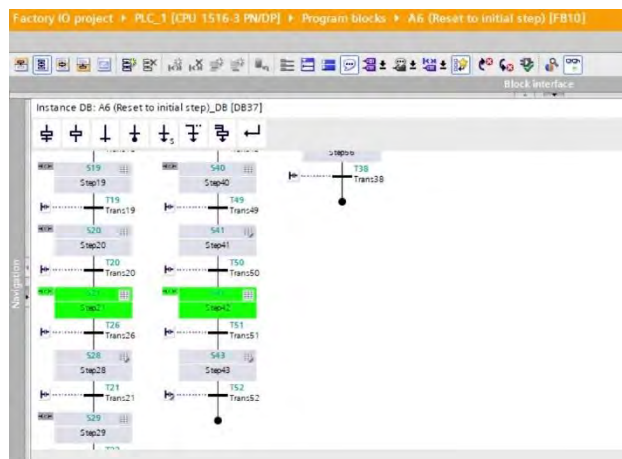 Factory IO project ▸ PLC_1 [CPU 1516-3 PN/DP] ▸ Program blocks ▸ A6 (Reset to initial step) [FB10]
Block interface
Instance DB: A6 (Reset to initial step)_DB [DB37]
Navigation
S19
Step19
T19
Trans19
S20
Step20
T20
Trans20
Step21
T26
Trans26
S28
Step28
T21
Trans21
S29
Step29
S40
Step40
T49
Trans49
S41
Step41
T50
Trans50
Step42
T51
Trans51
S43
Step43
T52
Trans52
T38
Trans38